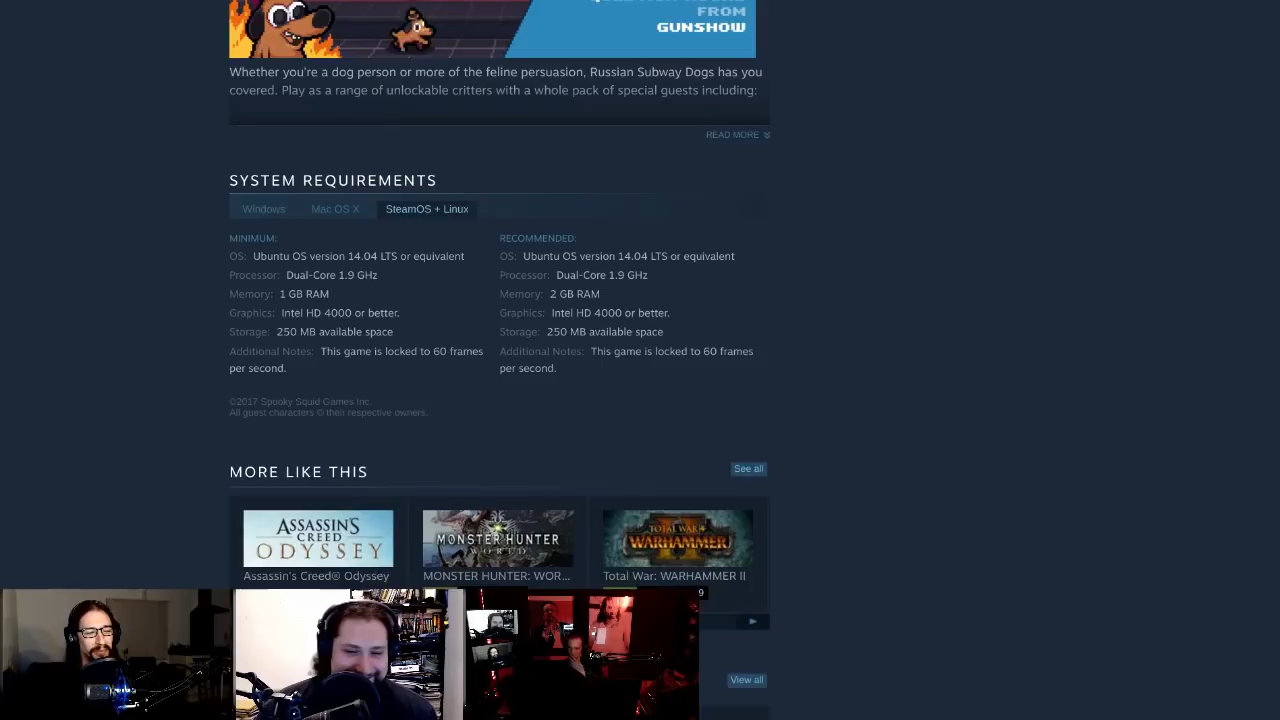 FROM
GUNSHOW
Whether you're a dog person or more of the feline persuasion, Russian Subway Dogs has you
covered. Play as a range of unlockable critters with a whole pack of special guests including:
READ MORE
SYSTEM REQUIREMENTS
Windows Mac OS X SteamOS + Linux
MINIMUM:
OS: Ubuntu OS version 14.04 LTS or equivalent
Processor: Dual-Core 1.9 GHz
Memory: 1 GB RAM
Graphics: Intel HD 4000 or better.
Storage: 250 MB available space
Additional Notes: This game is locked to 60 frames
per second.
RECOMMENDED:
OS: Ubuntu OS version 14.04 LTS or equivalent
Processor: Dual-Core 1.9 GHz
Memory: 2 GB RAM
Graphics: Intel HD 4000 or better.
Storage: 250 MB available space
Additional Notes: This game is locked to 60 frames
per second.
©2017 Spooky Squid Games Inc.
All guest characters © their respective owners.
MORE LIKE THIS
See all
ASSASSIN'S
CREED
ODYSSEY
MONSTER HUNTER
WORLD
TOTAL WAR
WARHAMMER
II
Assassin's Creed® Odyssey
MONSTER HUNTER: WOR...
Total War: WARHAMMER II
9
View all